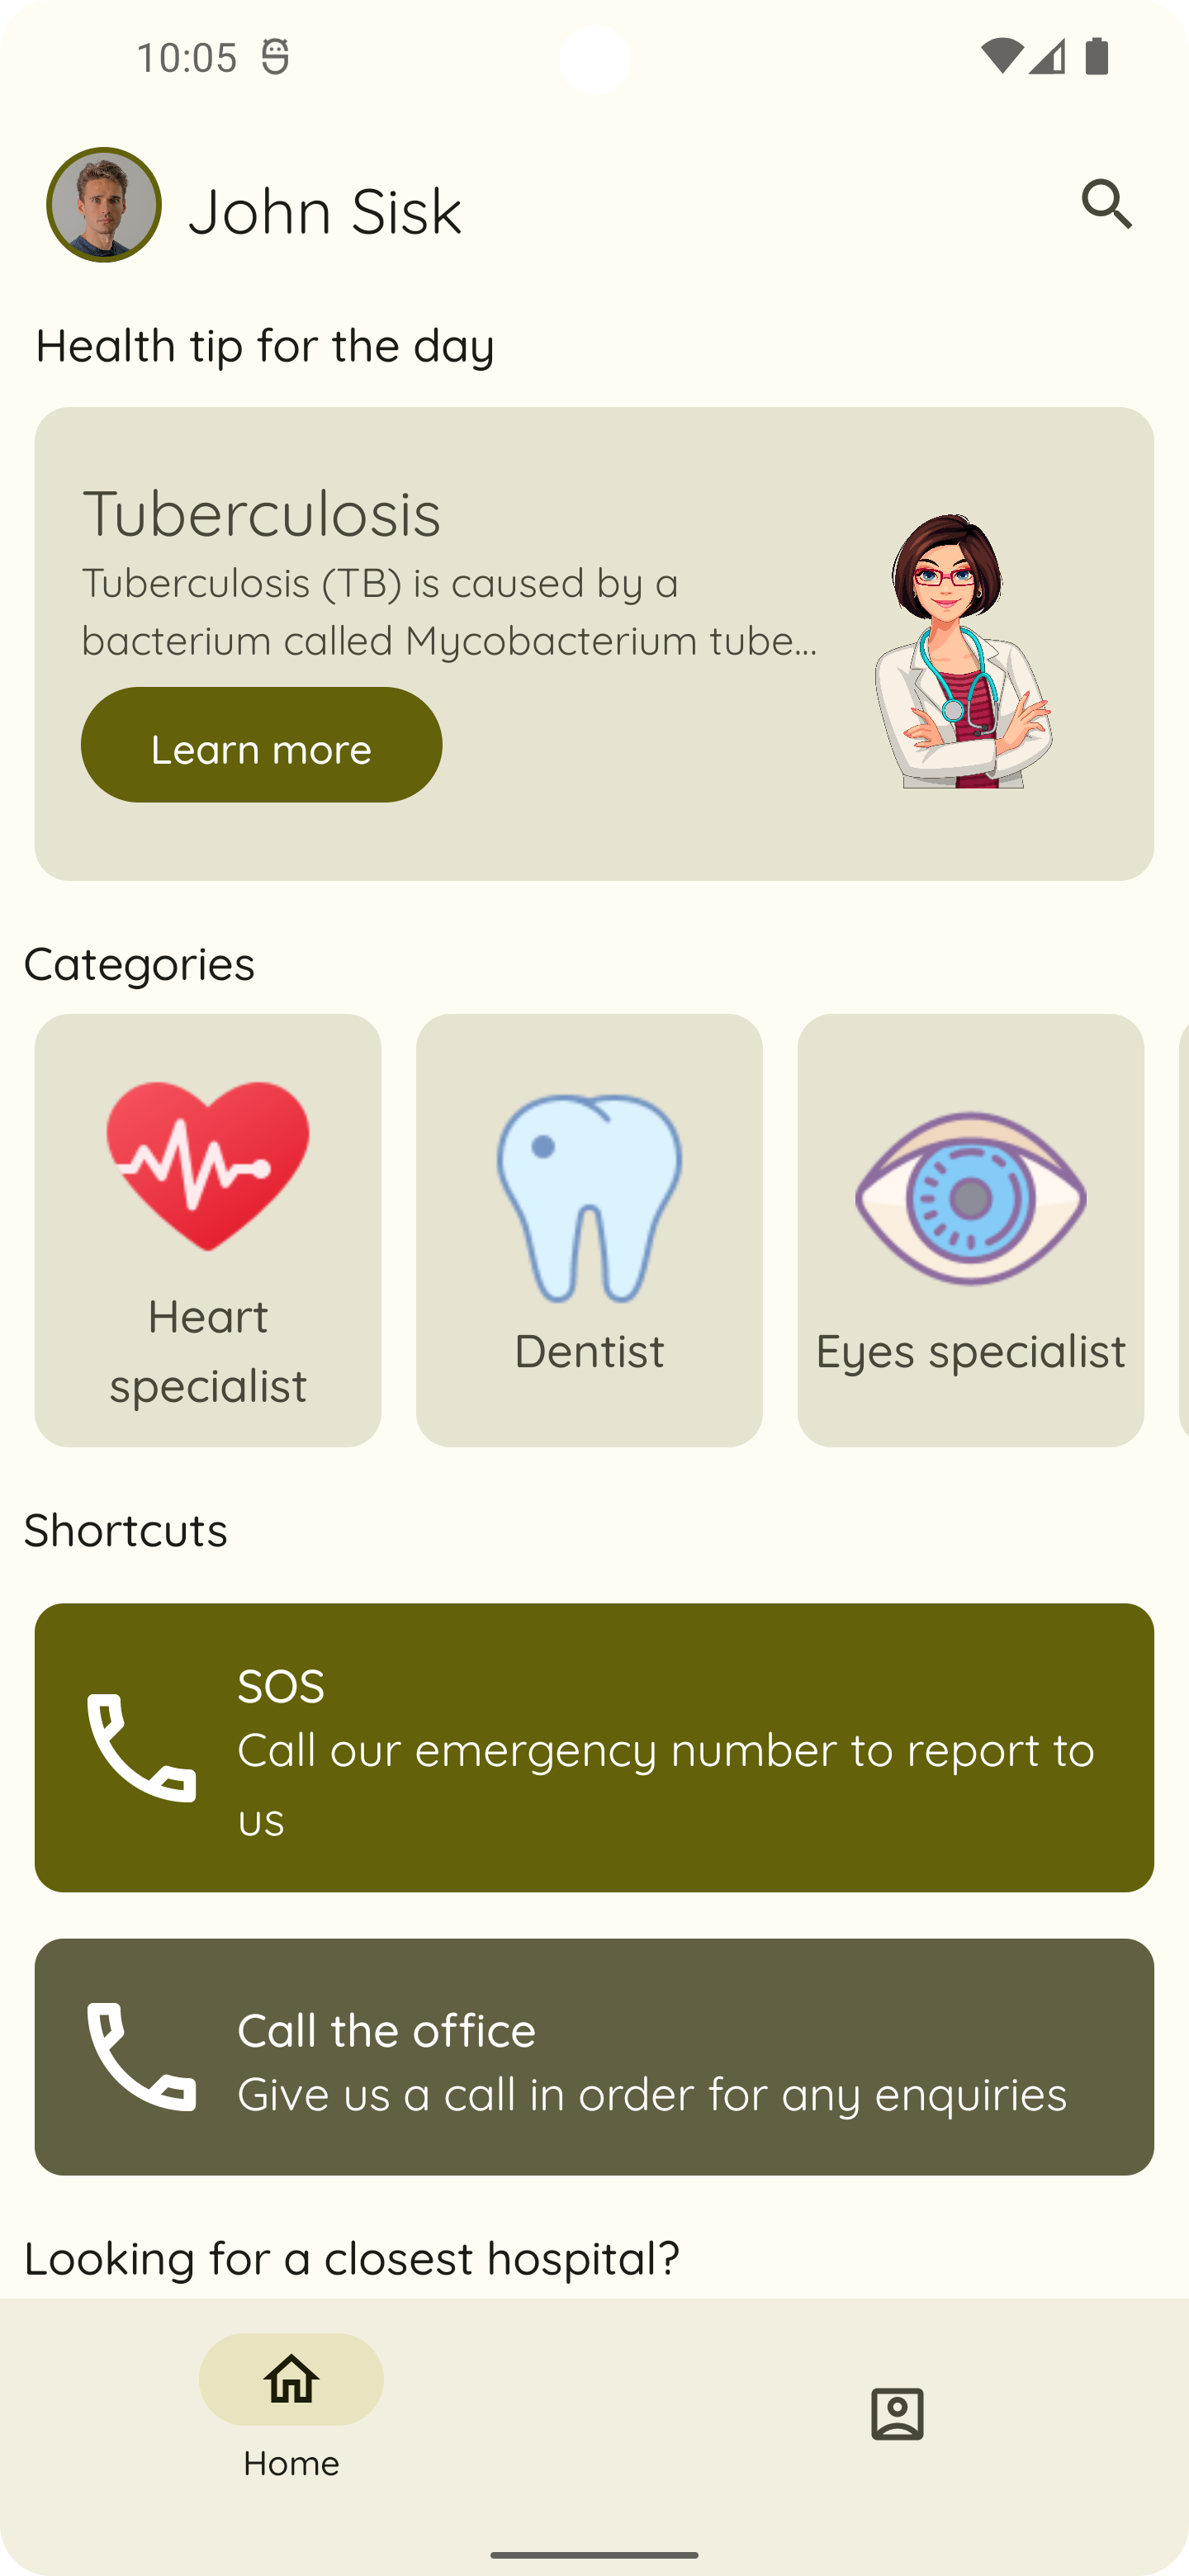 10:05
John Sisk
Health tip for the day
Tuberculosis
Tuberculosis (TB) is caused by a
bacterium called Mycobacterium tube...
Learn more
Categories
Heart
specialist
Dentist
Eyes specialist
Shortcuts
SOS
Call our emergency number to report to
us
Call the office
Give us a call in order for any enquiries
Looking for a closest hospital?
Home